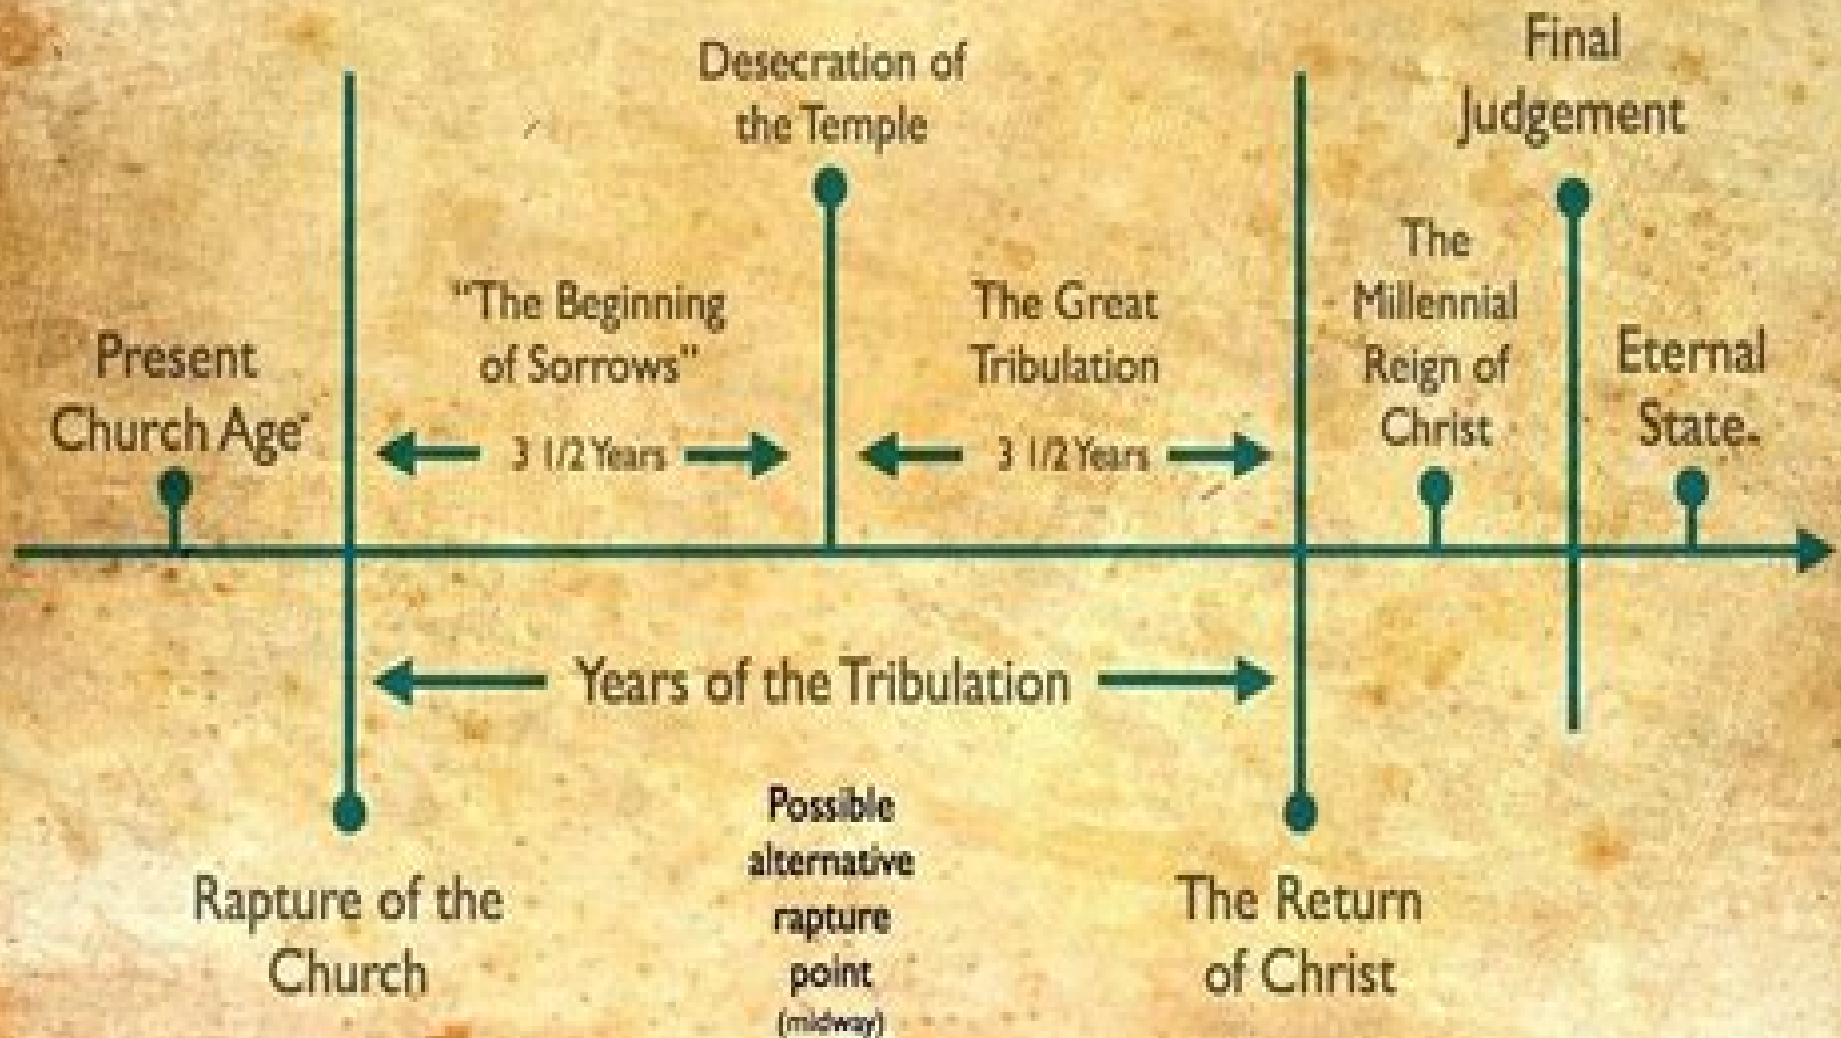 Final
Judgement
Desecration of
the Temple
The
Millennial
Reign of
Christ
"The Beginning
of Sorrows"
The Great
Tribulation
Present
Church Age
Eternal
State
3 1/2 Years
3 1/2 Years
Years of the Tribulation
Possible
alternative
rapture
point
(midway)
Rapture of the
Church
The Return
of Christ